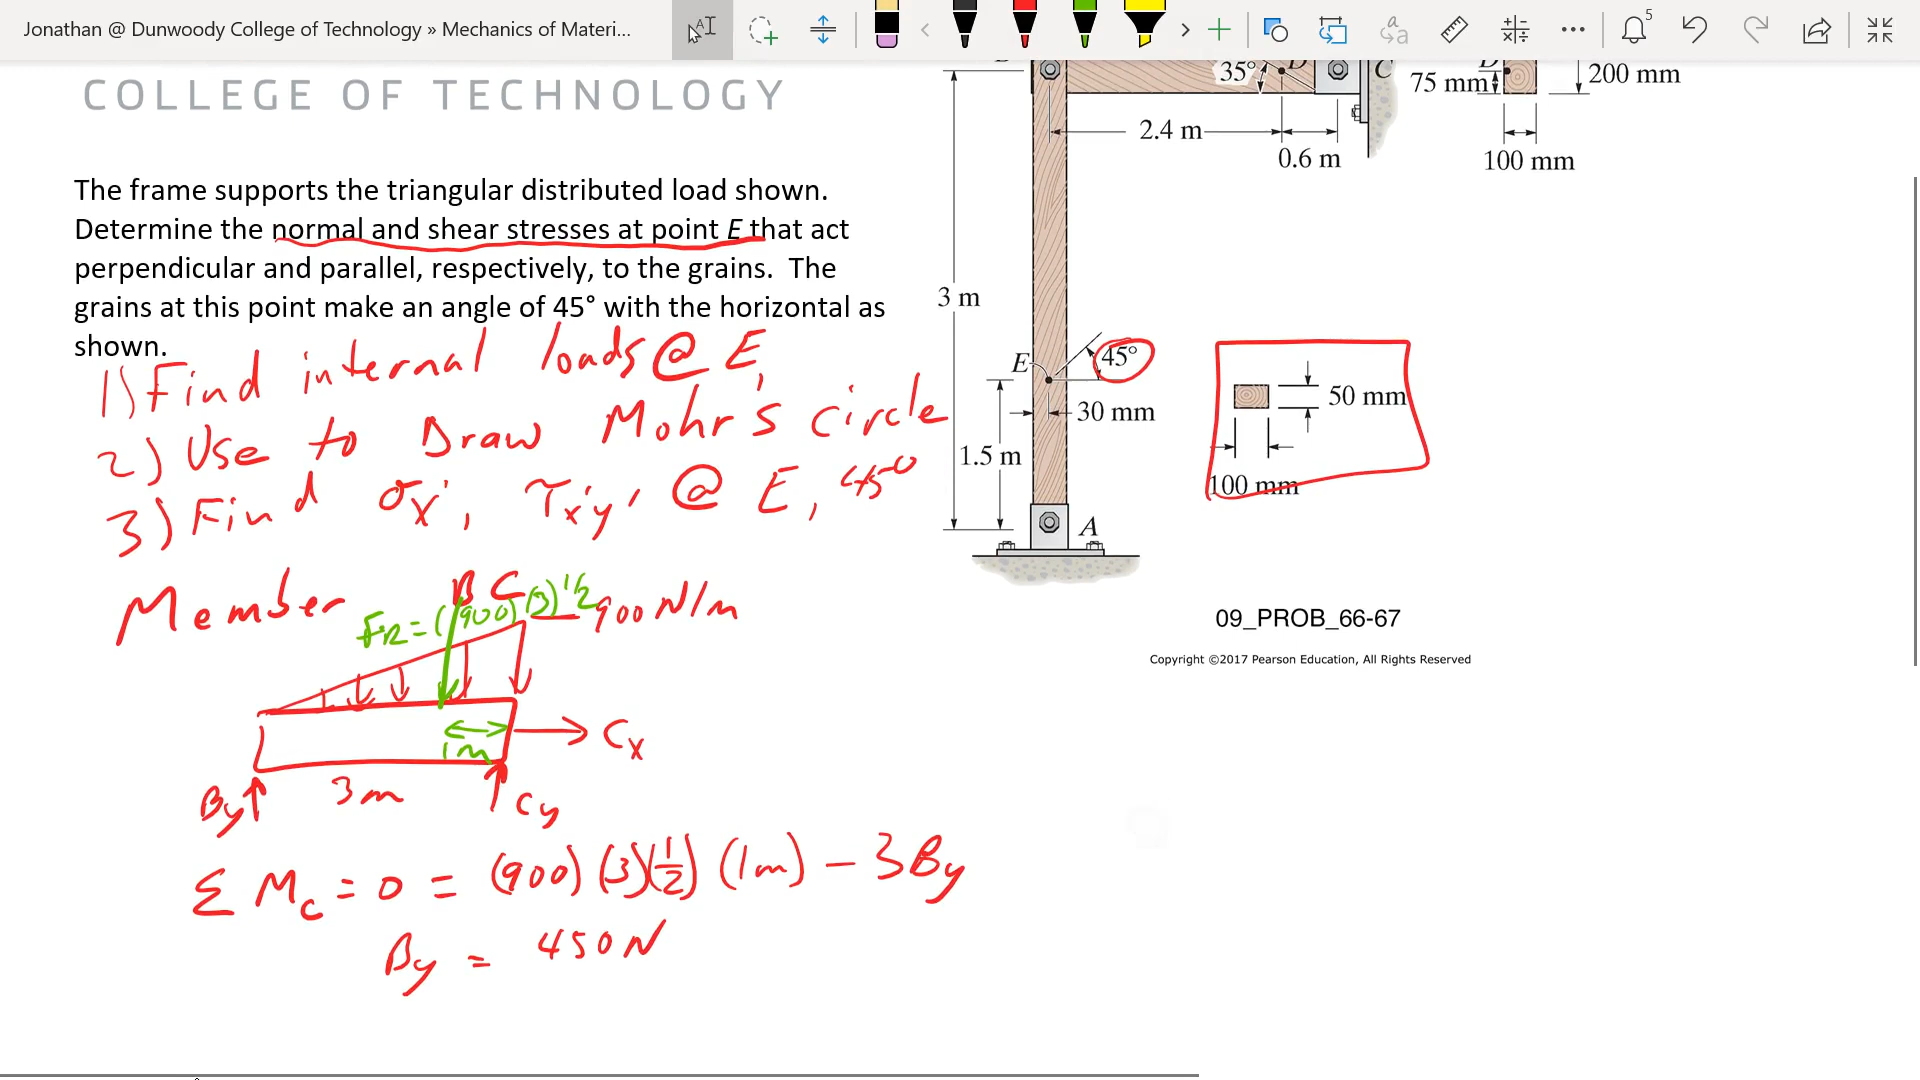 Jonathan @ Dunwoody College of Technology » Mechanics of Materi...
5
COLLEGE OF TECHNOLOGY
The frame supports the triangular distributed load shown.
Determine the normal and shear stresses at point E that act
perpendicular and parallel, respectively, to the grains. The
grains at this point make an angle of 45° with the horizontal as
shown.
1) Find internal loads @ E,
2) Use to Draw Mohr's circle
3) Find σx', τx'y' @ E, 45°
Member BC
FR = (900)(3) 1/2
900 N/m
1m
Cx
By
3m
Cy
Σ Mc = 0 = (900)(3)(1/2)(1m) - 3By
By = 450N
35°
C
75 mm
200 mm
2.4 m
0.6 m
100 mm
3 m
E
45°
30 mm
1.5 m
A
50 mm
100 mm
09_PROB_66-67
Copyright ©2017 Pearson Education, All Rights Reserved